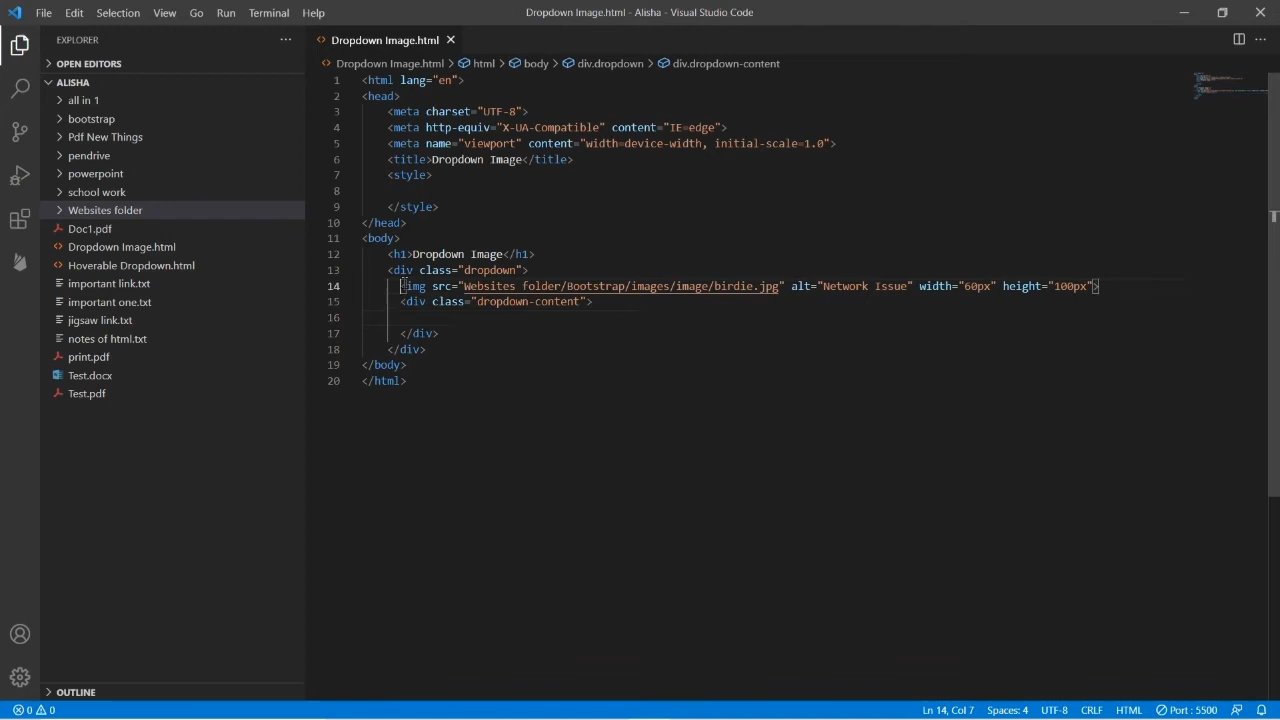 File Edit Selection View Go Run Terminal Help
Dropdown Image.html - Alisha - Visual Studio Code
EXPLORER
OPEN EDITORS
ALISHA
all in 1
bootstrap
Pdf New Things
pendrive
powerpoint
school work
Websites folder
Doc1.pdf
Dropdown Image.html
Hoverable Dropdown.html
important link.txt
important one.txt
jigsaw link.txt
notes of html.txt
print.pdf
Test.docx
Test.pdf
OUTLINE
Dropdown Image.html
Dropdown Image.html > html > body > div.dropdown > div.dropdown-content
1 <html lang="en">
2 <head>
3 <meta charset="UTF-8">
4 <meta http-equiv="X-UA-Compatible" content="IE=edge">
5 <meta name="viewport" content="width=device-width, initial-scale=1.0">
6 <title>Dropdown Image</title>
7 <style>
8
9 </style>
10 </head>
11 <body>
12 <h1>Dropdown Image</h1>
13 <div class="dropdown">
14 <img src="Websites folder/Bootstrap/images/image/birdie.jpg" alt="Network Issue" width="60px" height="100px">
15 <div class="dropdown-content">
16
17 </div>
18 </div>
19 </body>
20 </html>
0 0
Ln 14, Col 7 Spaces: 4 UTF-8 CRLF HTML Port : 5500